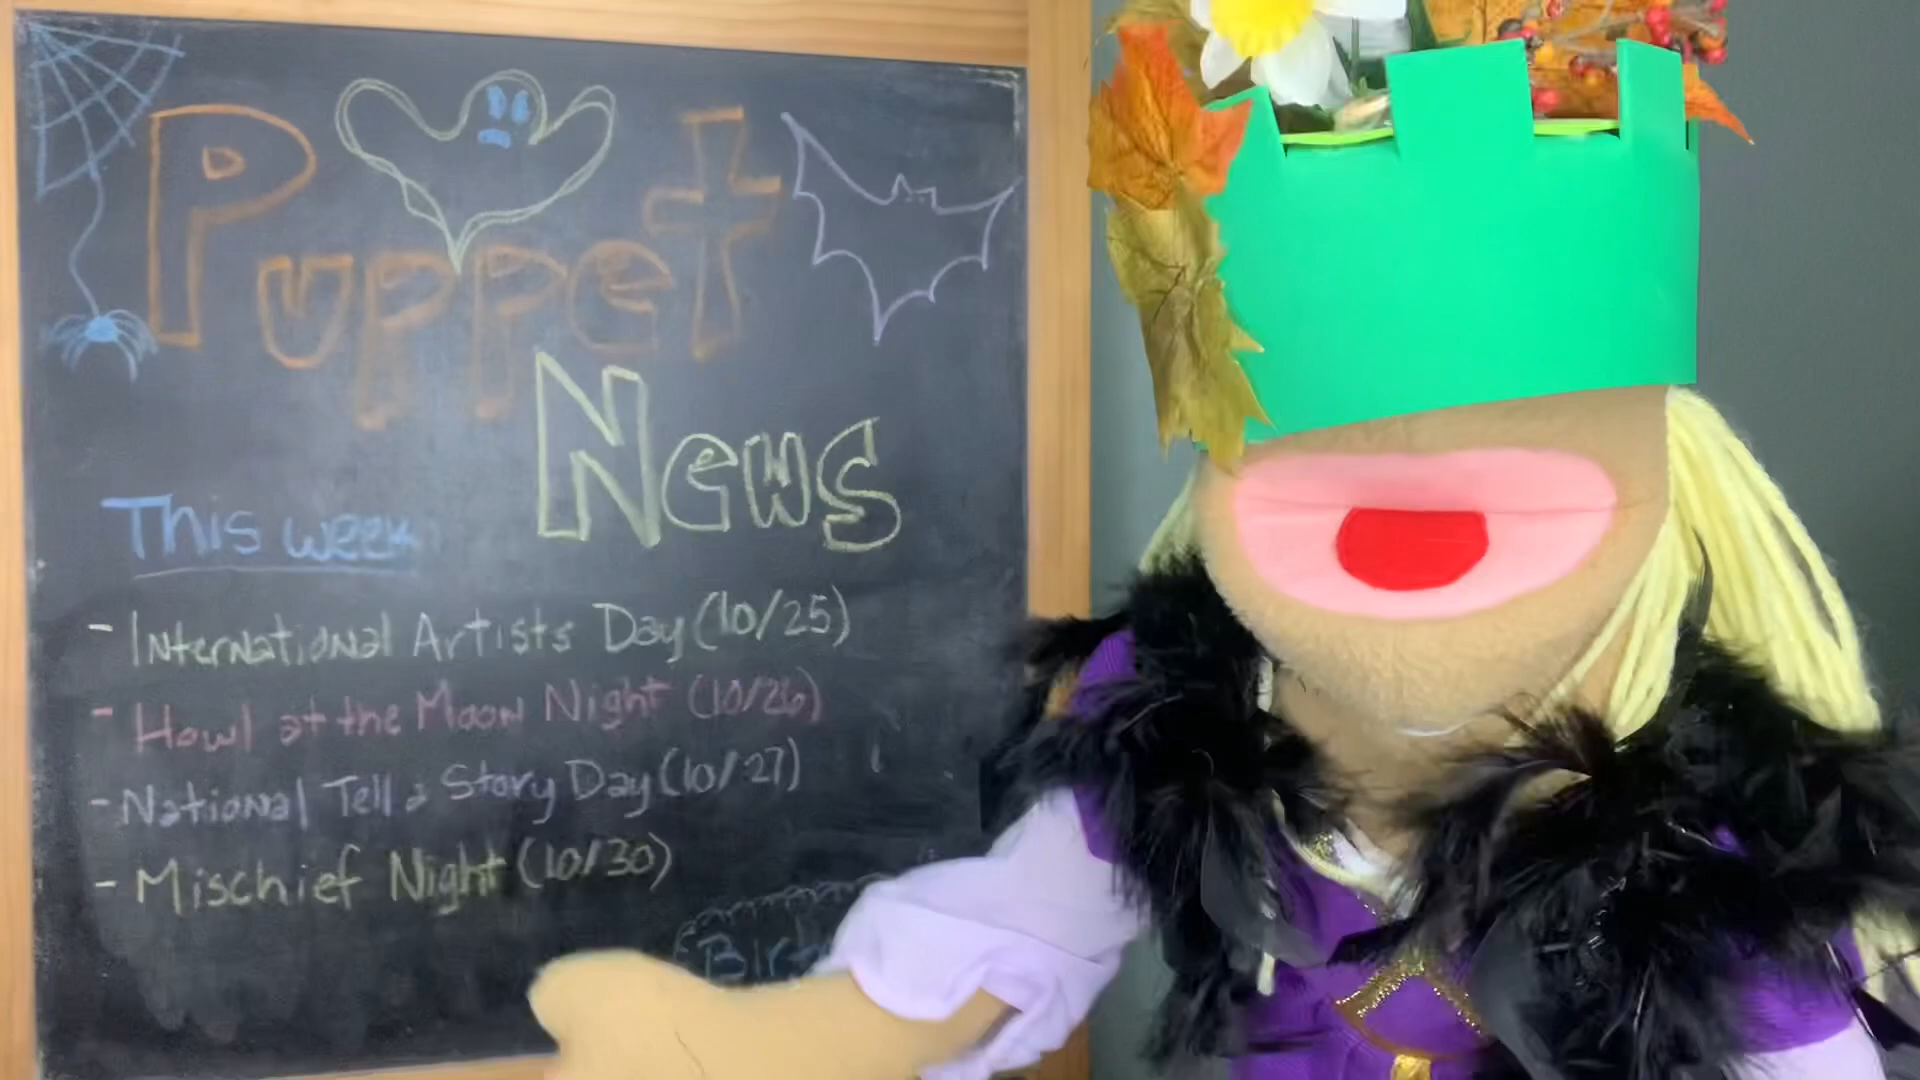 Puppet
News
This week
- International Artists Day (10/25)
- Howl at the Moon Night (10/26)
- National Tell a Story Day (10/27)
- Mischief Night (10/30)